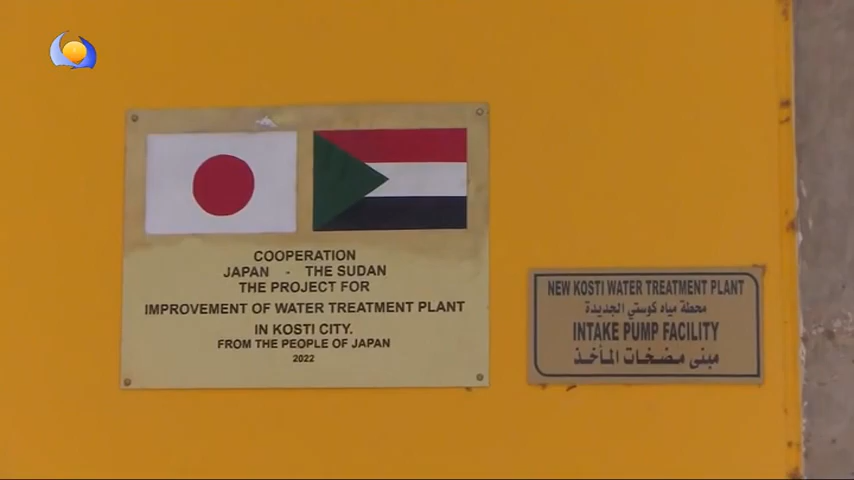 COOPERATION
JAPAN - THE SUDAN
THE PROJECT FOR
IMPROVEMENT OF WATER TREATMENT PLANT
IN KOSTI CITY.
FROM THE PEOPLE OF JAPAN
2022
NEW KOSTI WATER TREATMENT PLANT
محطة مياه كوستي الجديدة
INTAKE PUMP FACILITY
مبنى مضخات المأخذ